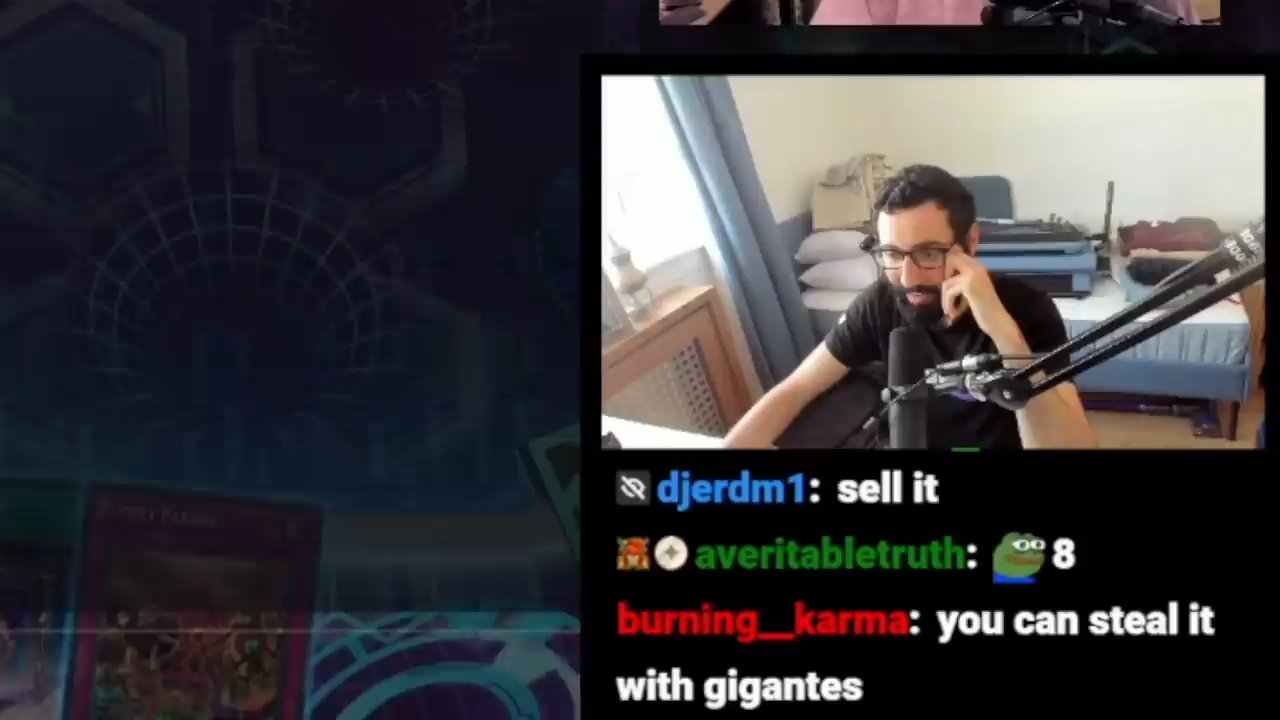 djerdm1: sell it
averitabletruth: 8
burning__karma: you can steal it
with gigantes